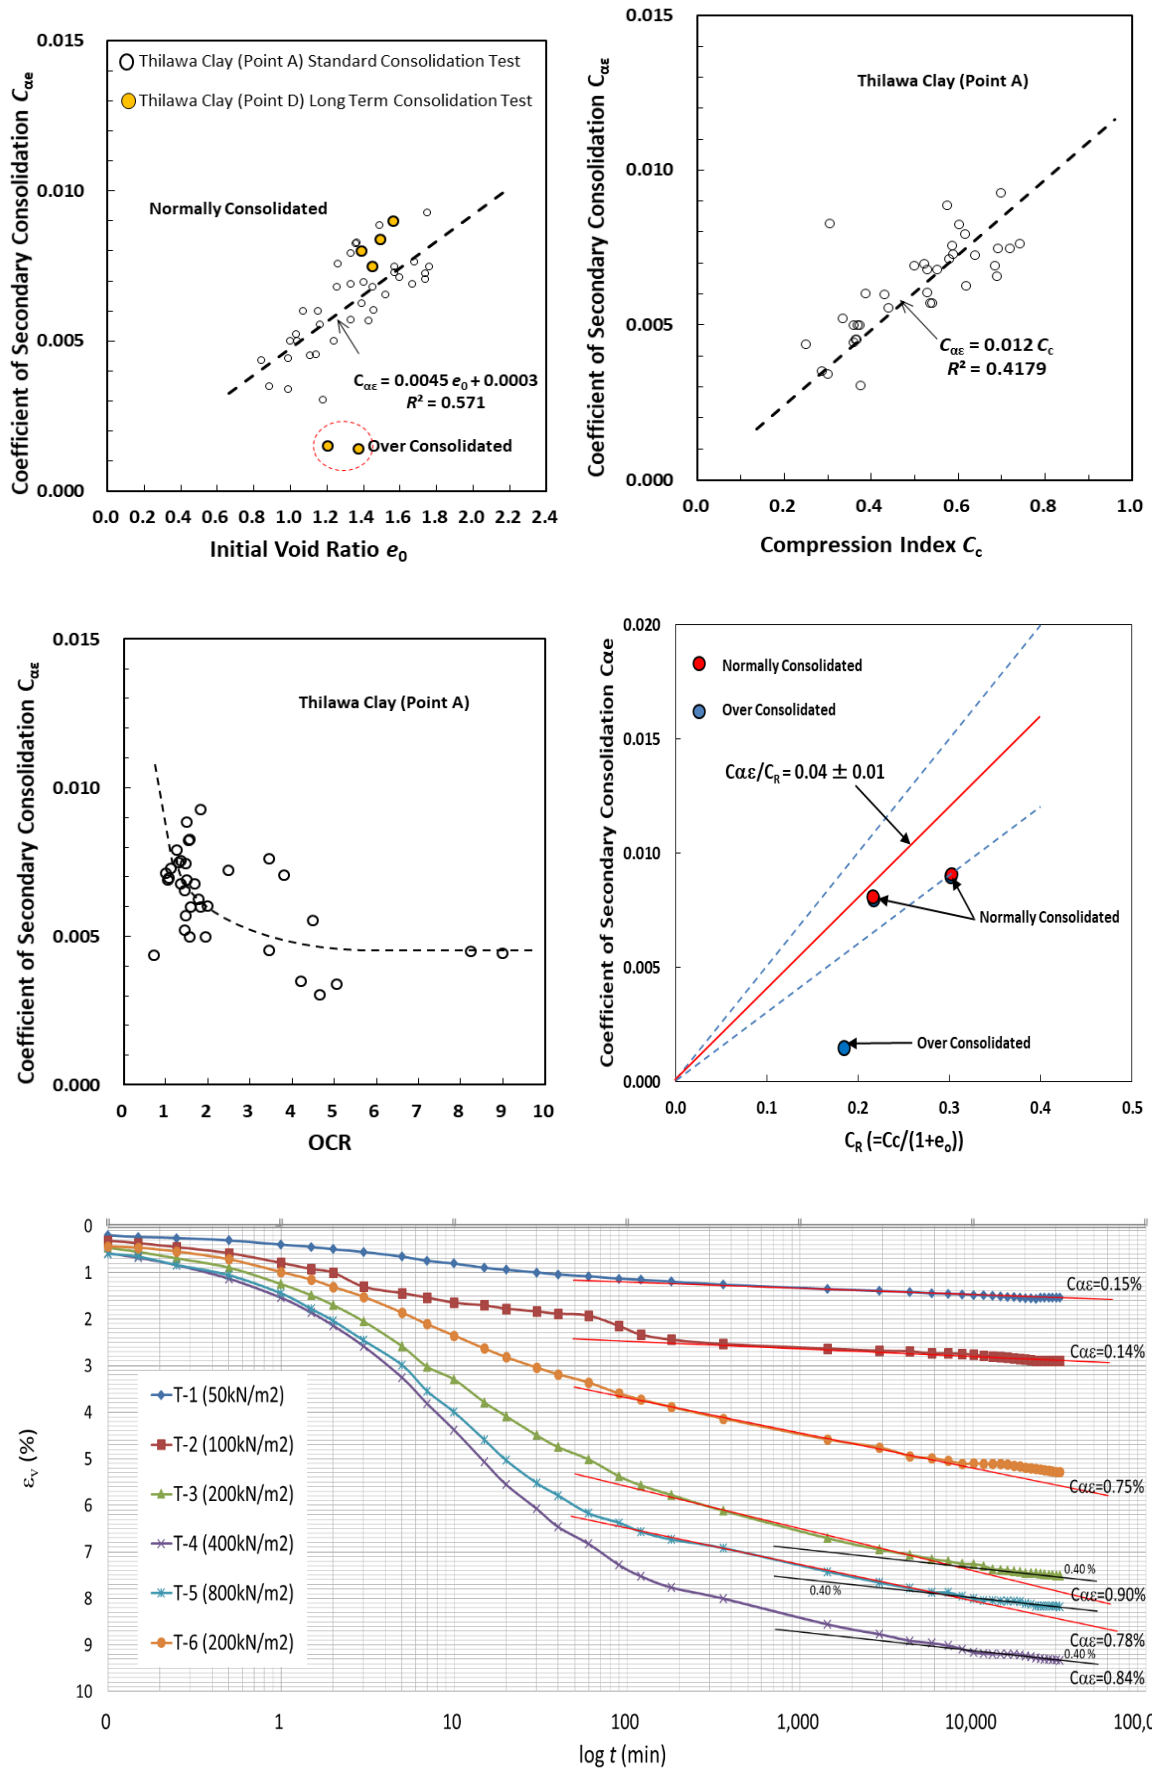 0.015
0.010
0.005
0.000
Coefficient of Secondary Consolidation Cαe
Thilawa Clay (Point A) Standard Consolidation Test
Thilawa Clay (Point D) Long Term Consolidation Test
Normally Consolidated
Cαε = 0.0045 e0 + 0.0003
R² = 0.571
Over Consolidated
0.0 0.2 0.4 0.6 0.8 1.0 1.2 1.4 1.6 1.8 2.0 2.2 2.4
Initial Void Ratio e0
0.015
0.010
0.005
0.000
Coefficient of Secondary Consolidation Cαε
Thilawa Clay (Point A)
Cαε = 0.012 Cc
R² = 0.4179
0.0 0.2 0.4 0.6 0.8 1.0
Compression Index Cc
0.015
0.010
0.005
0.000
Coefficient of Secondary Consolidation Cαε
Thilawa Clay (Point A)
0 1 2 3 4 5 6 7 8 9 10
OCR
0.020
0.015
0.010
0.005
0.000
Coefficient of Secondary Consolidation Cαe
Normally Consolidated
Over Consolidated
Cαε/CR = 0.04 ± 0.01
Normally Consolidated
Over Consolidated
0.0 0.1 0.2 0.3 0.4 0.5
CR (=Cc/(1+eo))
0
1
2
3
4
5
6
7
8
9
10
εv (%)
T-1 (50kN/m2)
T-2 (100kN/m2)
T-3 (200kN/m2)
T-4 (400kN/m2)
T-5 (800kN/m2)
T-6 (200kN/m2)
Cαε=0.15%
Cαε=0.14%
Cαε=0.75%
0.40 %
0.40 %
Cαε=0.90%
Cαε=0.78%
0.40 %
Cαε=0.84%
0 1 10 100 1,000 10,000 100,0
log t (min)